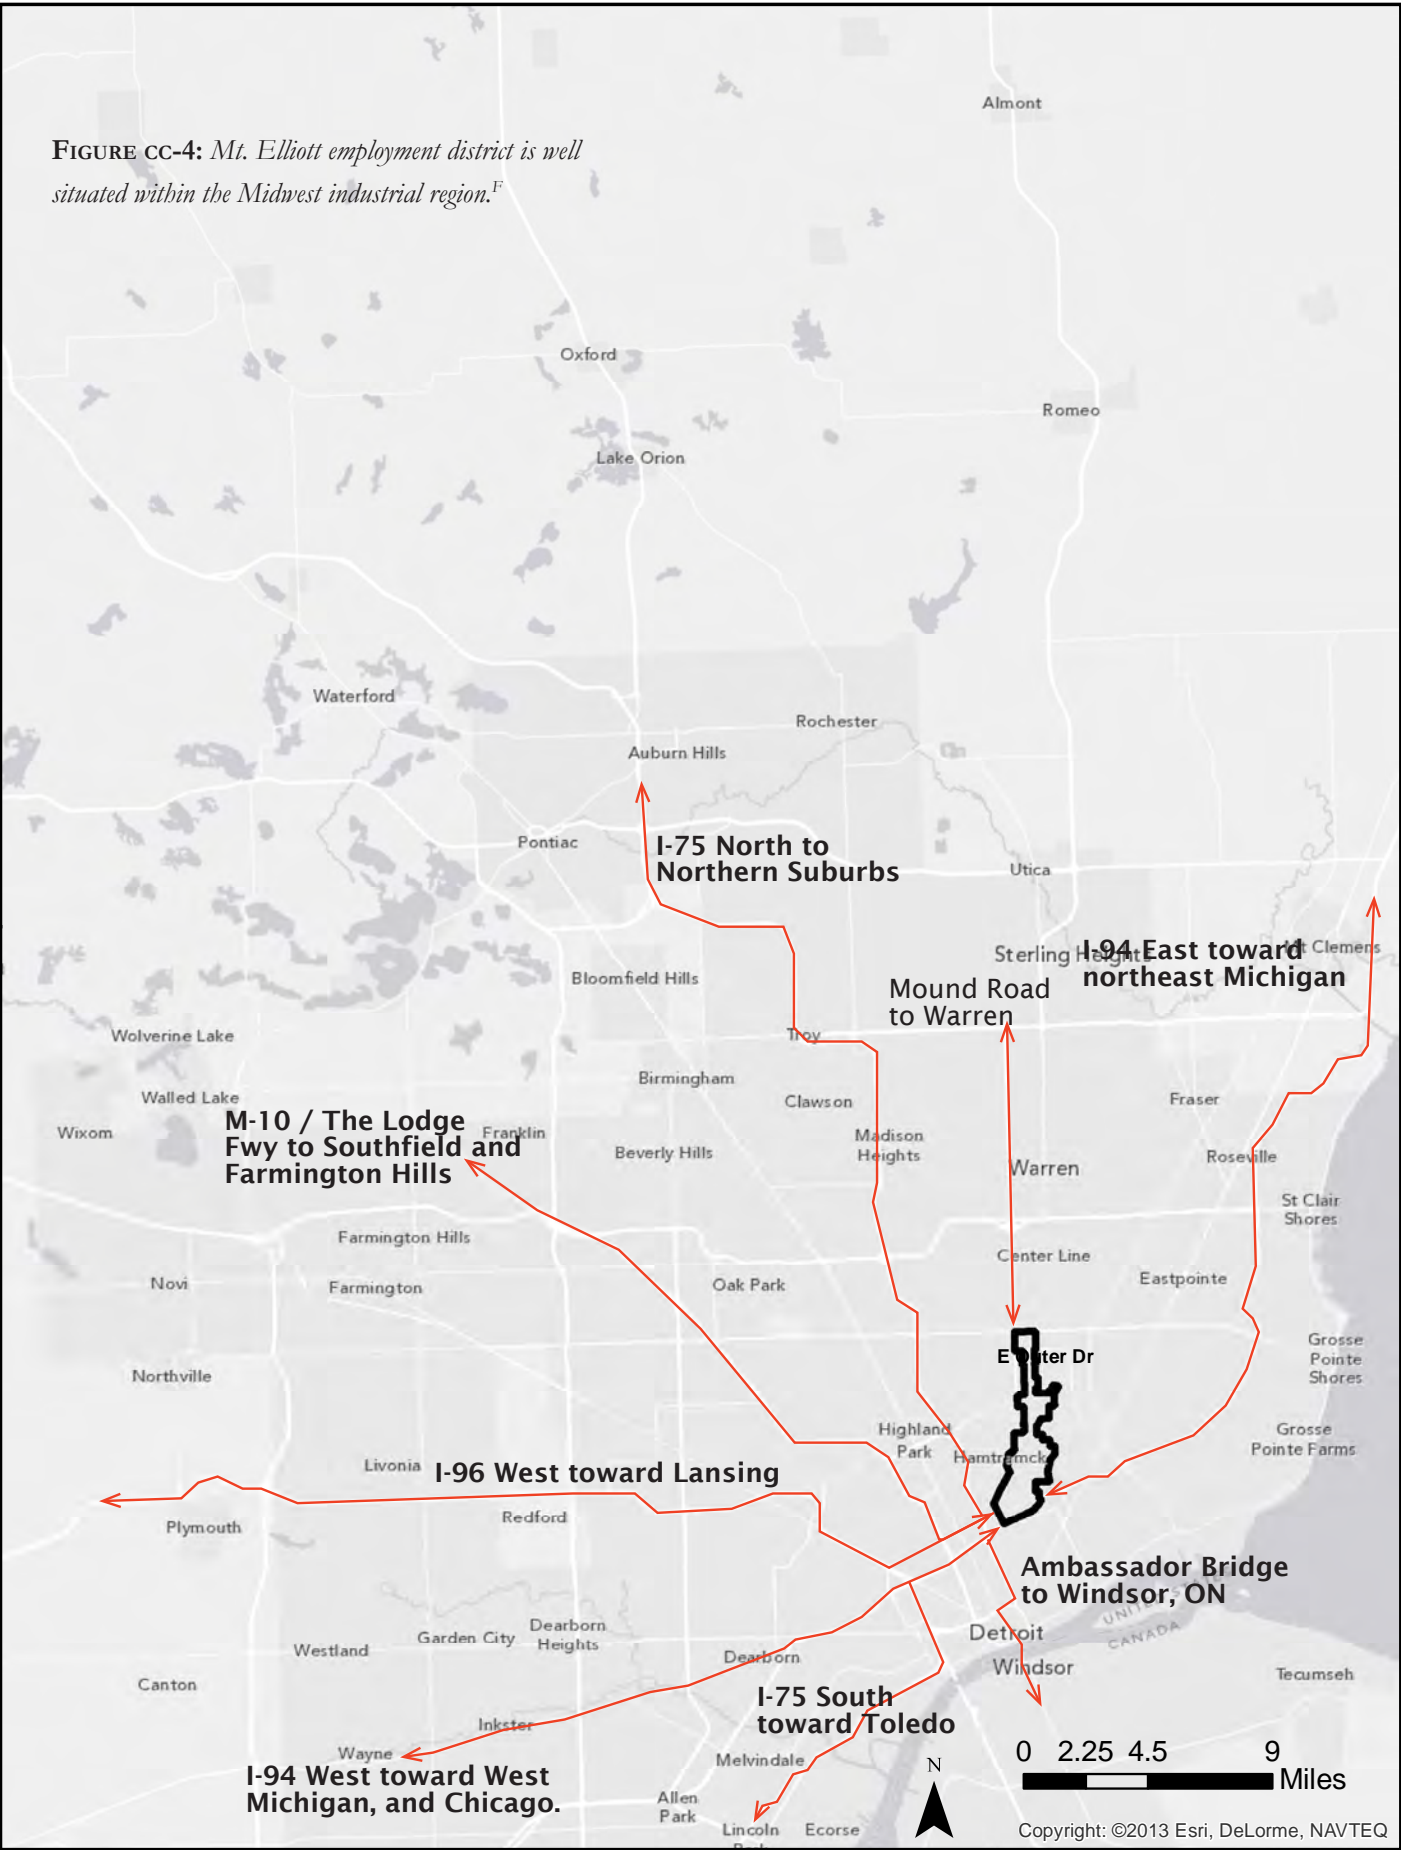 Almont
FIGURE CC-4: Mt. Elliott employment district is well
situated within the Midwest industrial region.F
Oxford
Romeo
Lake Orion
Waterford
Rochester
Auburn Hills
Pontiac
I-75 North to
Northern Suburbs
Utica
Sterling Heights
I-94 East toward
northeast Michigan
Mt Clemens
Bloomfield Hills
Mound Road
to Warren
Wolverine Lake
Troy
Birmingham
Walled Lake
Clawson
Fraser
Wixom
M-10 / The Lodge
Fwy to Southfield and
Farmington Hills
Franklin
Beverly Hills
Madison
Heights
Warren
Roseville
St Clair
Shores
Farmington Hills
Center Line
Novi
Farmington
Oak Park
Eastpointe
E Outer Dr
Grosse
Pointe
Shores
Northville
Highland
Park
Hamtramck
Grosse
Pointe Farms
Livonia
I-96 West toward Lansing
Plymouth
Redford
Ambassador Bridge
to Windsor, ON
UNITED STATES
CANADA
Detroit
Windsor
Tecumseh
Dearborn
Heights
Garden City
Westland
Dearborn
Canton
I-75 South
toward Toledo
Inkster
Wayne
I-94 West toward West
Michigan, and Chicago.
Melvindale
Allen
Park
Lincoln
Park
Ecorse
N
0 2.25 4.5 9
Miles
Copyright: ©2013 Esri, DeLorme, NAVTEQ